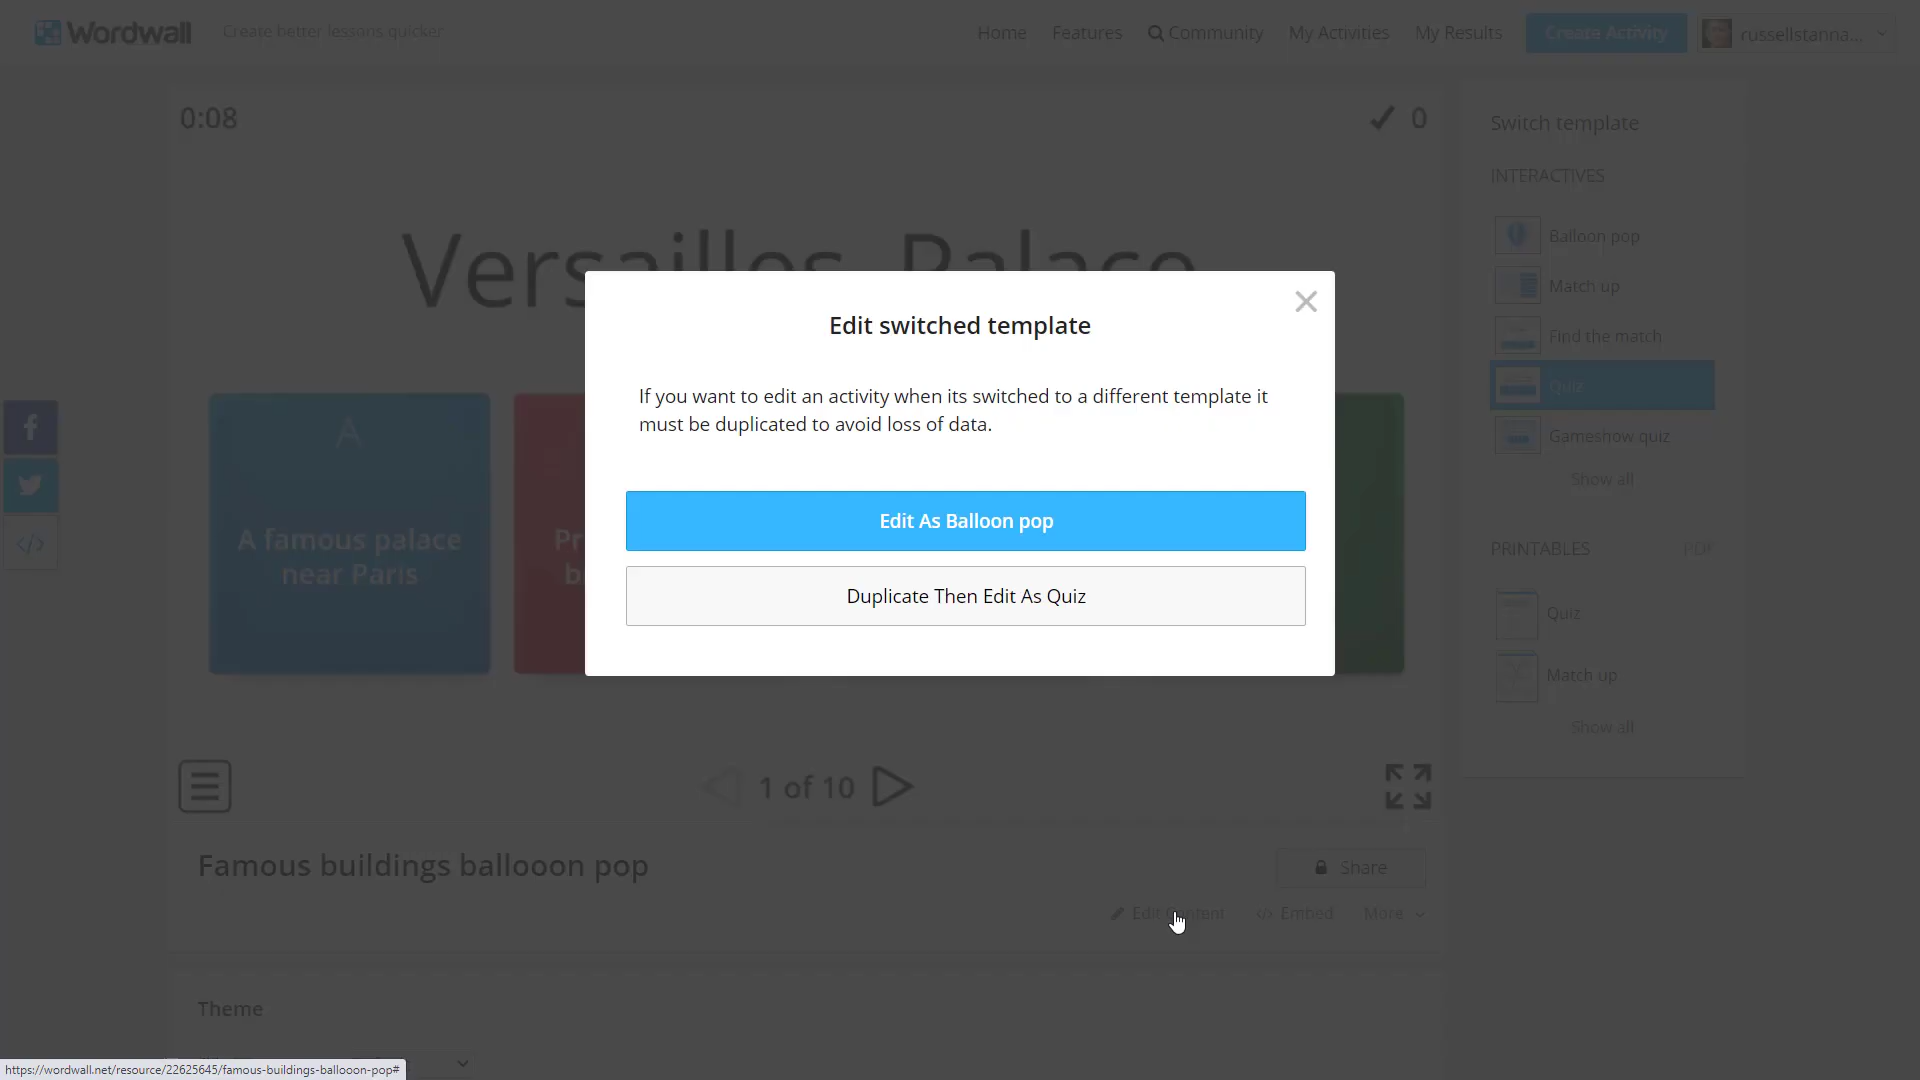 Wordwall
Create better lessons quicker
Home
Features
Community
My Activities
My Results
Create Activity
russellstanna...
0:08
0
Switch template
INTERACTIVES
Balloon pop
Match up
Find the match
Quiz
Gameshow quiz
Show all
PRINTABLES
PDF
Quiz
Match up
Show all
Versailles Palace
A
A famous palace
near Paris
Pr
b
Edit switched template
If you want to edit an activity when its switched to a different template it
must be duplicated to avoid loss of data.
Edit As Balloon pop
Duplicate Then Edit As Quiz
1 of 10
Famous buildings ballooon pop
Share
Edit Content
Embed
More
Theme
https://wordwall.net/resource/22625645/famous-buildings-ballooon-pop#